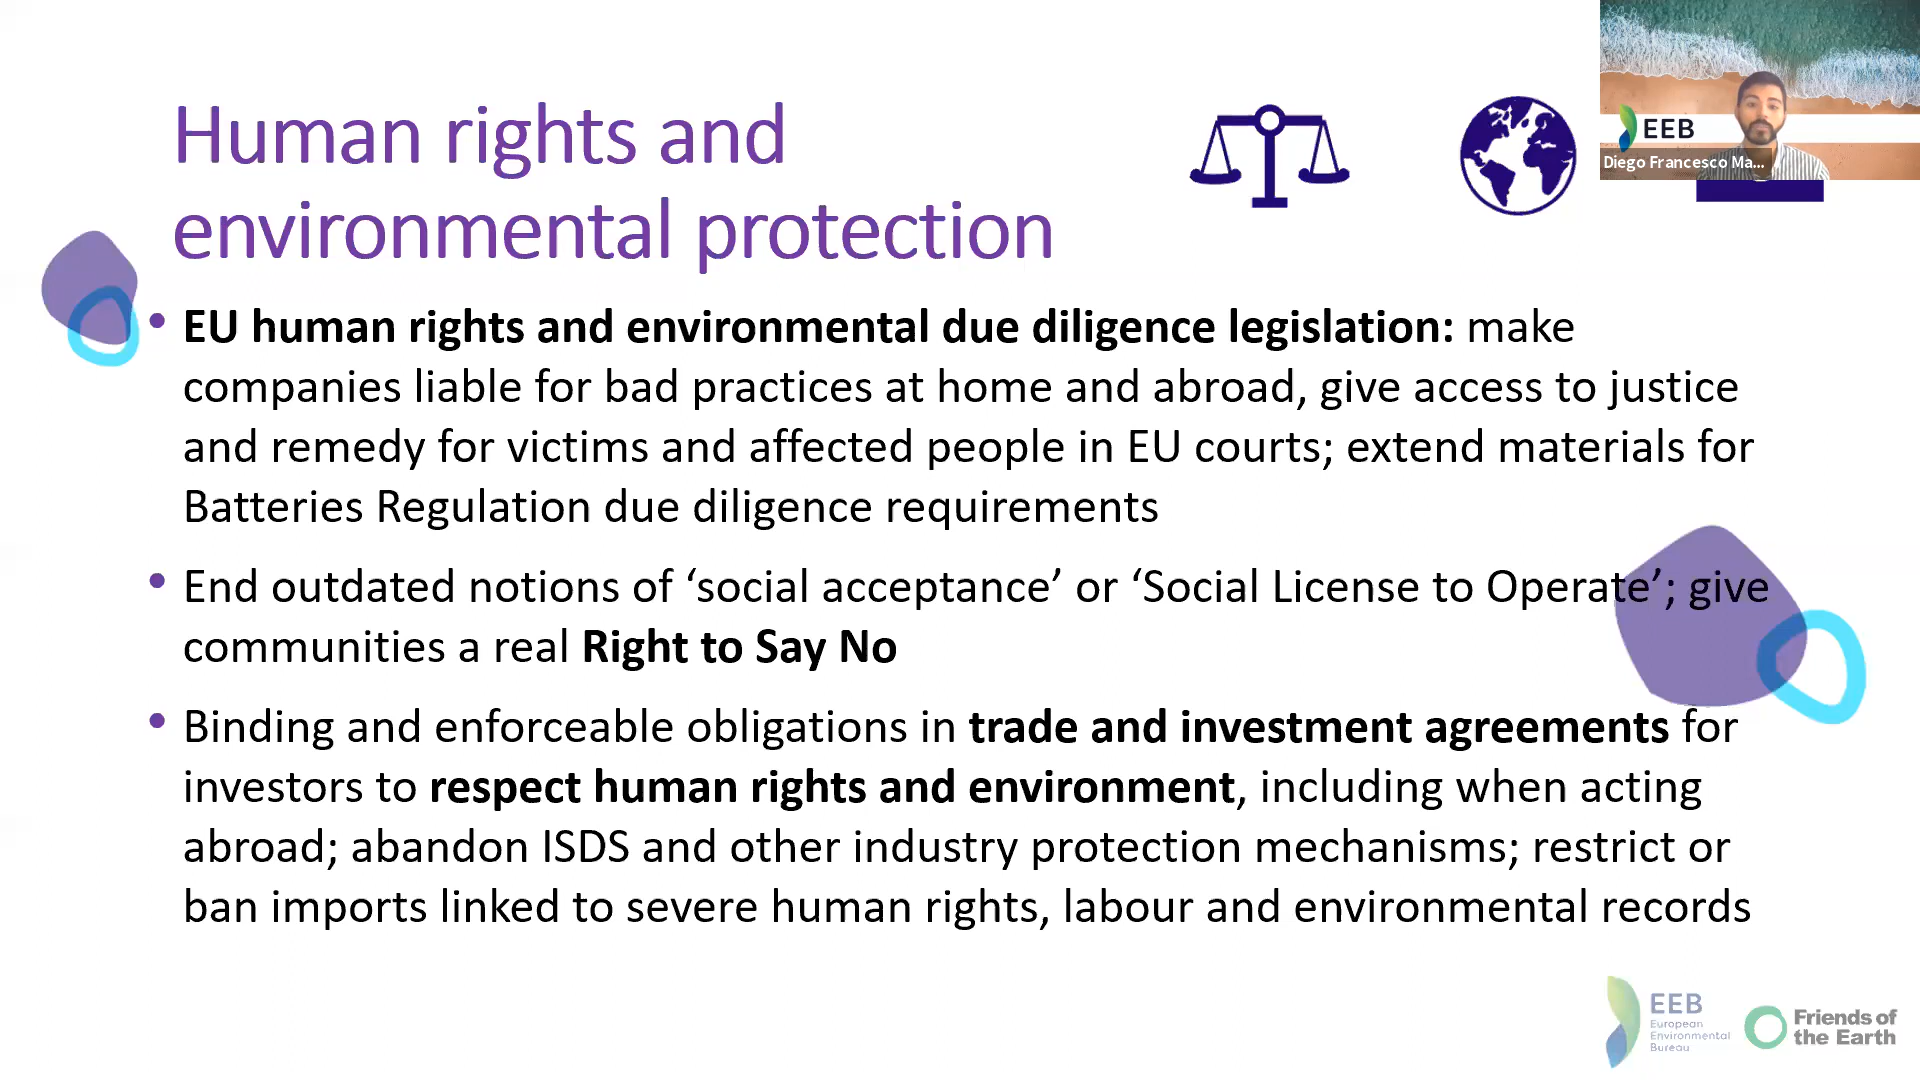 Human rights and
environmental protection
EEB
Diego Francesco Ma...
• EU human rights and environmental due diligence legislation: make
companies liable for bad practices at home and abroad, give access to justice
and remedy for victims and affected people in EU courts; extend materials for
Batteries Regulation due diligence requirements
• End outdated notions of ‘social acceptance’ or ‘Social License to Operate’; give
communities a real Right to Say No
• Binding and enforceable obligations in trade and investment agreements for
investors to respect human rights and environment, including when acting
abroad; abandon ISDS and other industry protection mechanisms; restrict or
ban imports linked to severe human rights, labour and environmental records
EEB
European
Environmental
Bureau
Friends of
the Earth